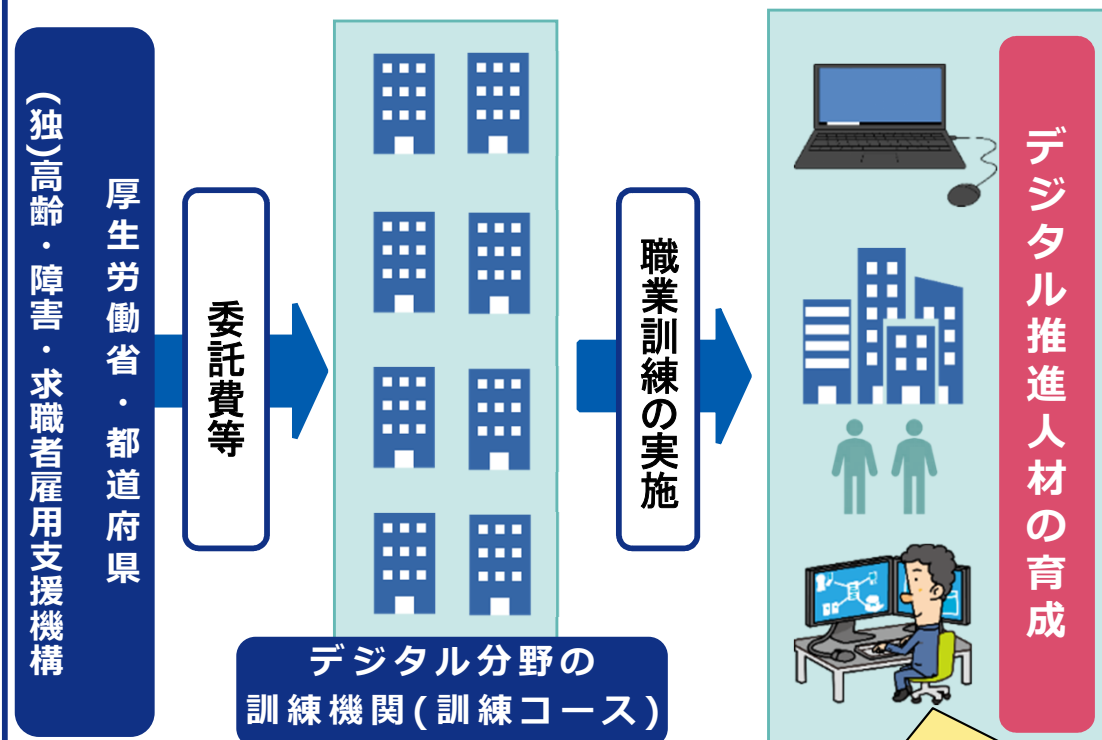 厚生労働省・都道府県
(独)高齢・障害・求職者雇用支援機構
委託費等
デジタル分野の
訓練機関(訓練コース)
職業訓練の実施
デジタル推進人材の育成